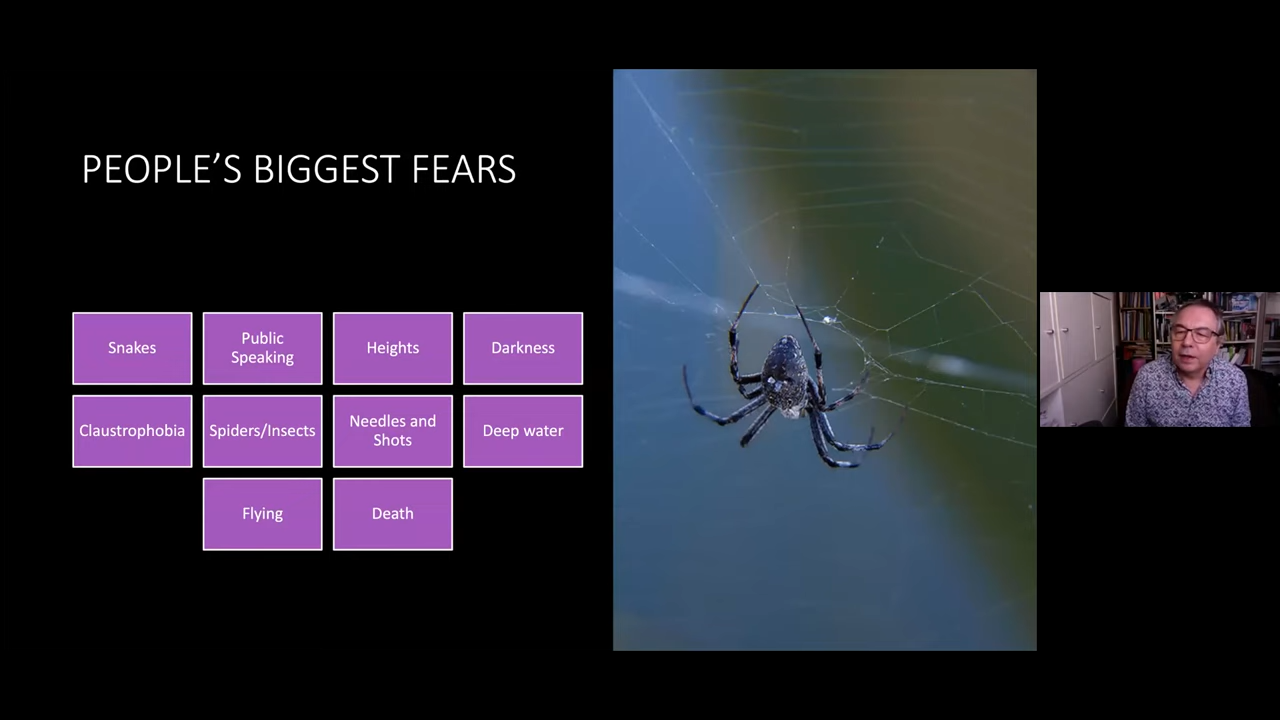 PEOPLE’S BIGGEST FEARS
Snakes
Public
Speaking
Heights
Darkness
Claustrophobia
Spiders/Insects
Needles and
Shots
Deep water
Flying
Death